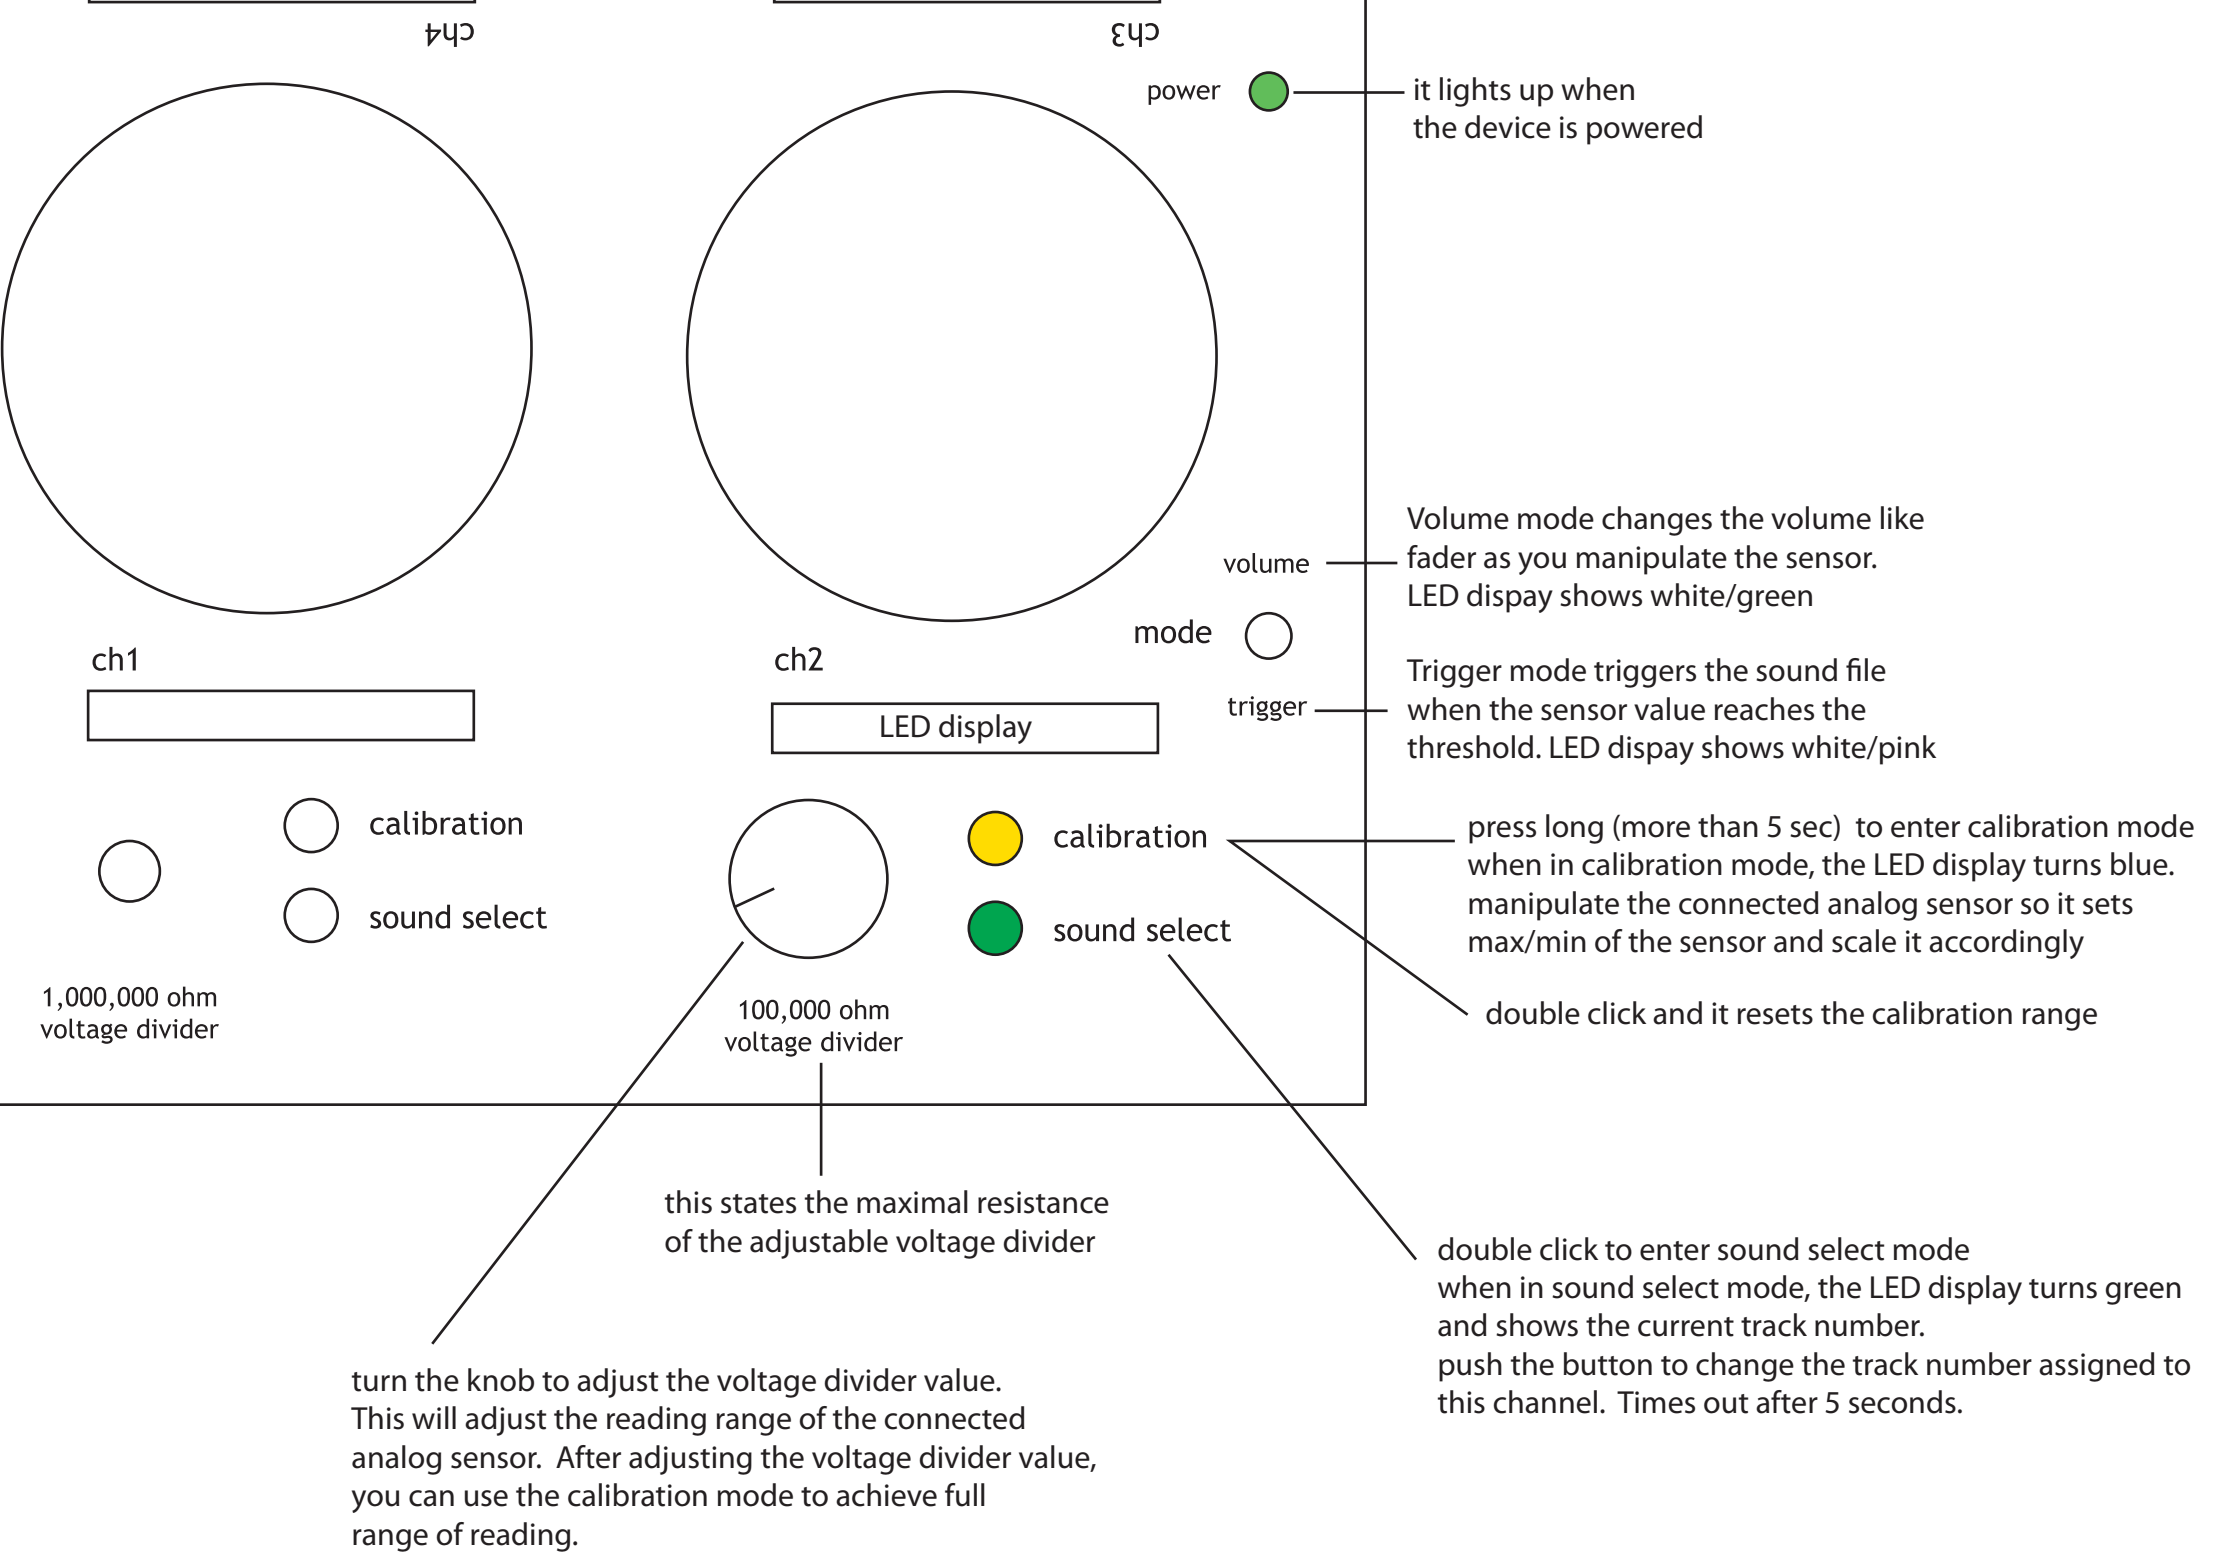 ch4
ch3
power
it lights up when
the device is powered
Volume mode changes the volume like
fader as you manipulate the sensor.
LED dispay shows white/green
volume
mode
Trigger mode triggers the sound file
when the sensor value reaches the
threshold. LED dispay shows white/pink
trigger
ch1
ch2
LED display
calibration
sound select
1,000,000 ohm
voltage divider
calibration
sound select
100,000 ohm
voltage divider
press long (more than 5 sec)  to enter calibration mode
when in calibration mode, the LED display turns blue.
manipulate the connected analog sensor so it sets
max/min of the sensor and scale it accordingly
double click and it resets the calibration range
this states the maximal resistance
of the adjustable voltage divider
double click to enter sound select mode
when in sound select mode, the LED display turns green
and shows the current track number.
push the button to change the track number assigned to
this channel.  Times out after 5 seconds.
turn the knob to adjust the voltage divider value.
This will adjust the reading range of the connected
analog sensor.  After adjusting the voltage divider value,
you can use the calibration mode to achieve full
range of reading.